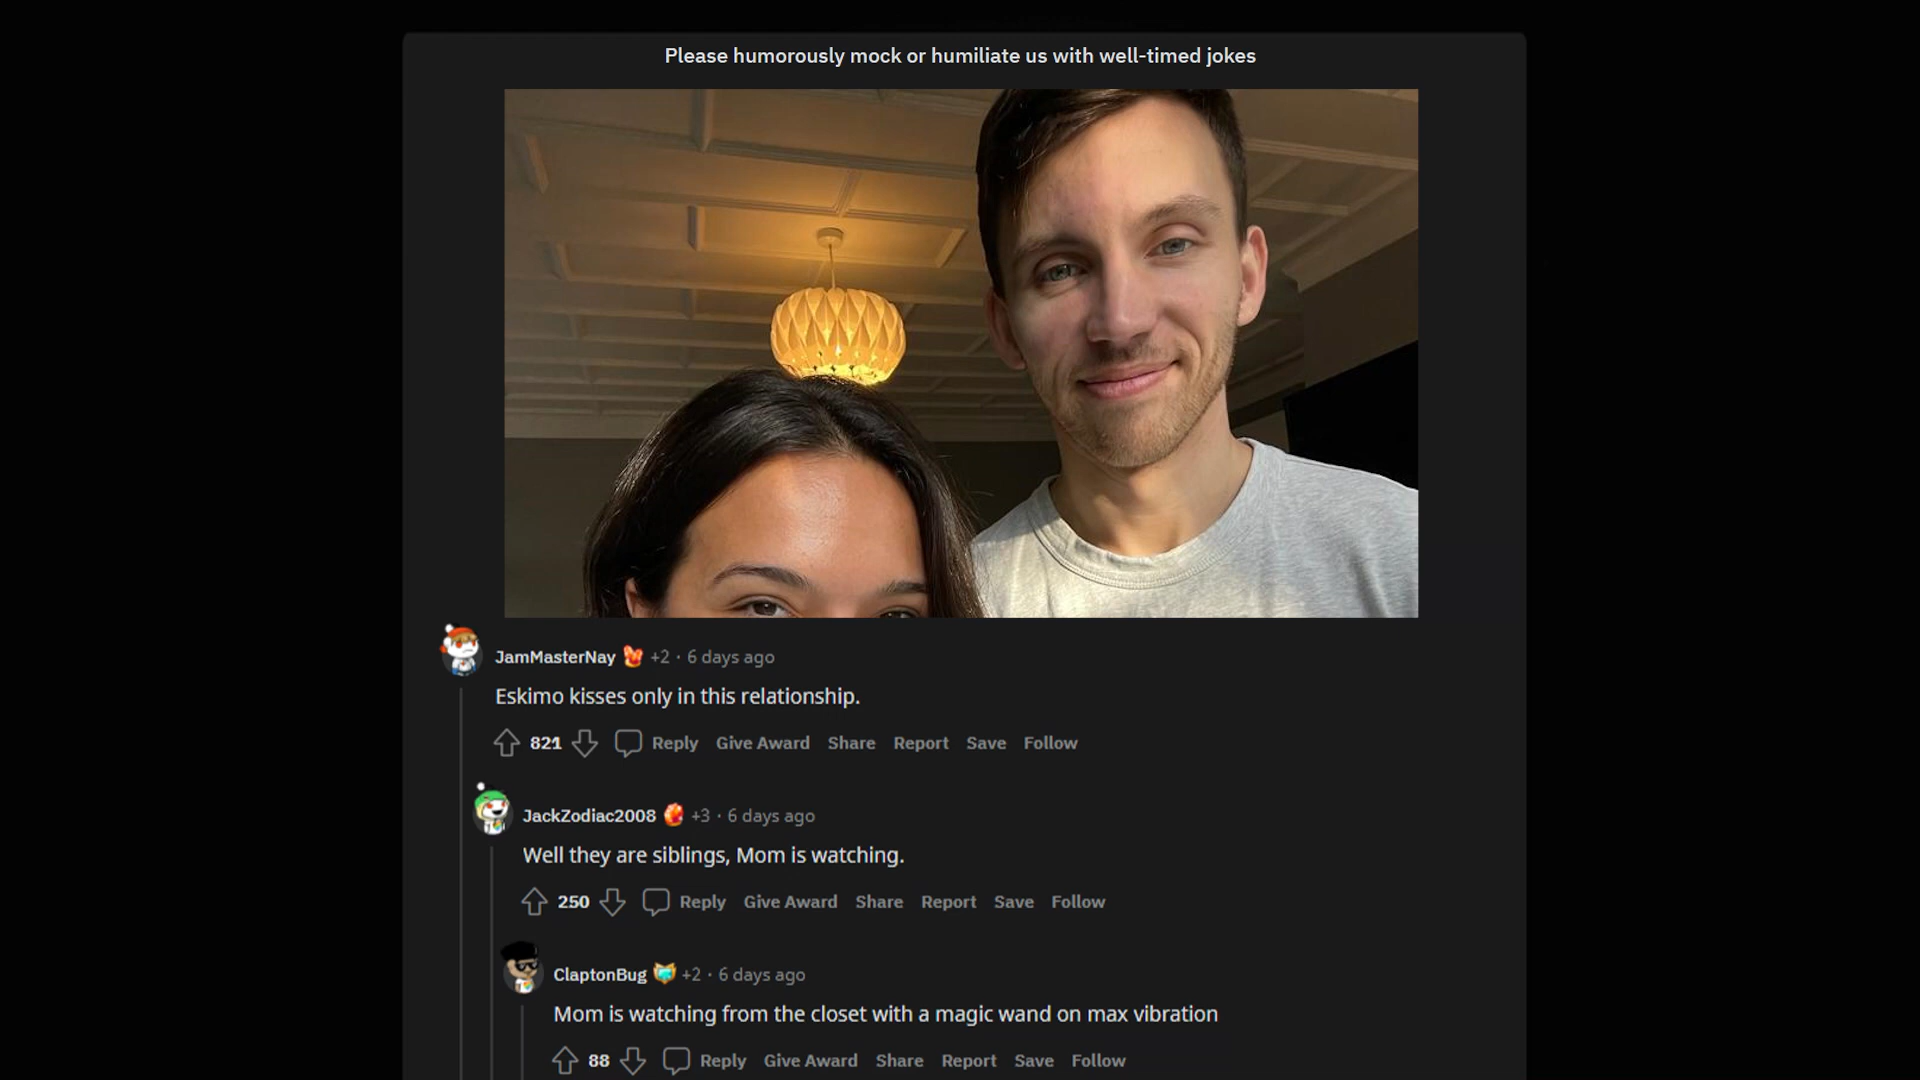 Please humorously mock or humiliate us with well-timed jokes
JamMasterNay +2 · 6 days ago
Eskimo kisses only in this relationship.
821 Reply Give Award Share Report Save Follow
JackZodiac2008 +3 · 6 days ago
Well they are siblings, Mom is watching.
250 Reply Give Award Share Report Save Follow
ClaptonBug +2 · 6 days ago
Mom is watching from the closet with a magic wand on max vibration
88 Reply Give Award Share Report Save Follow